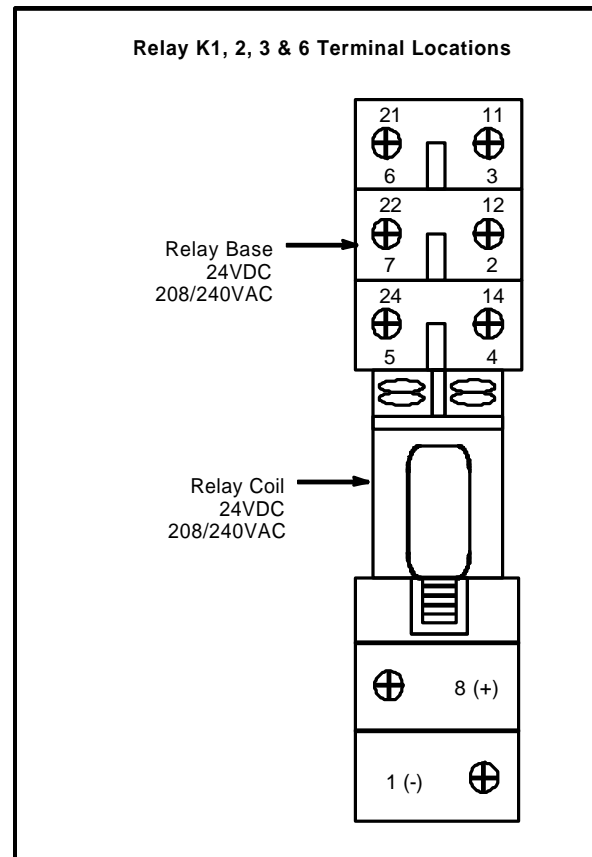 Relay K1, 2, 3 & 6 Terminal Locations
21 11
6 3
22 12
7 2
Relay Base
24VDC
208/240VAC
24 14
5 4
Relay Coil
24VDC
208/240VAC
8 (+)
1 (-)